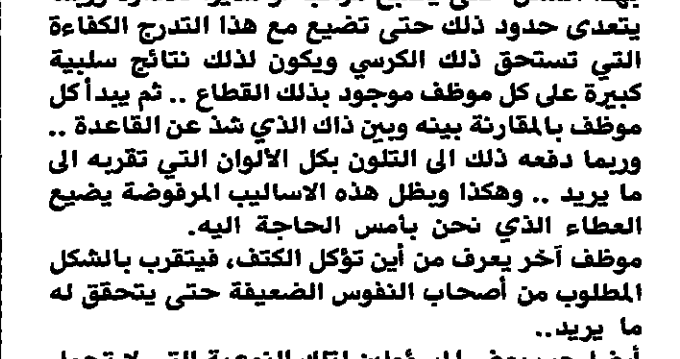 يتعدى حدود ذلك حتى تضيع مع هذا التدرج الكفاءة
التي تستحق ذلك الكرسي ويكون لذلك نتائج سلبية
كبيرة على كل موظف موجود بذلك القطاع .. ثم يبدأ كل
موظف بالمقارنة بينه وبين ذاك الذي شذ عن القاعدة ..
وربما دفعه ذلك الى التلون بكل الألوان التي تقربه الى
ما يريد .. وهكذا وبظل هذه الاساليب المرفوضة يضيع
العطاء الذي نحن بأمس الحاجة اليه.
موظف آخر يعرف من أين تؤكل الكتف، فيتقرب بالشكل
المطلوب من أصحاب النفوس الضعيفة حتى يتحقق له
ما يريد..